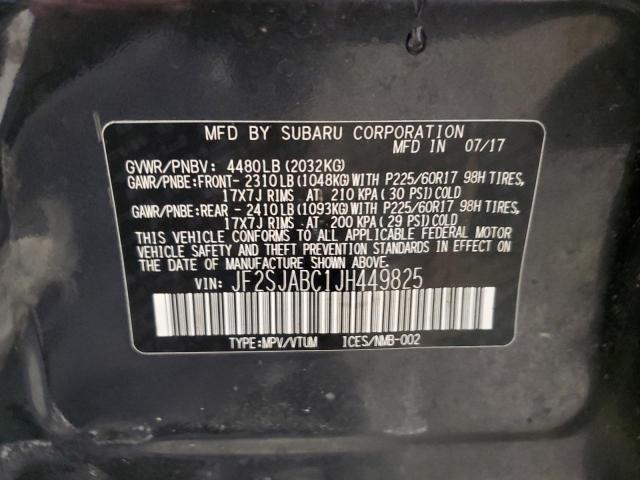 MFD BY SUBARU CORPORATION
MFD IN 07/17
GVWR/PNBV: 4480LB(2032KG)
GAWR/PNBE:FRONT- 2310LB(1048KG)WITH P225/60R17 98H TIRES,
17X7J RIMS AT 210 KPA(30 PSI)COLD
GAWR/PNBE:REAR - 2410LB(1093KG)WITH P225/60R17 98H TIRES,
17X7J RIMS AT 200 KPA(29 PSI)COLD
THIS VEHICLE CONFORMS TO ALL APPLICABLE FEDERAL MOTOR
VEHICLE SAFETY AND THEFT PREVENTION STANDARDS IN EFFECT
ON THE DATE OF MANUFACTURE SHOWN ABOVE.
VIN: JF2SJABC1JH449825
TYPE:MPV/VTUM ICES/NMB-002